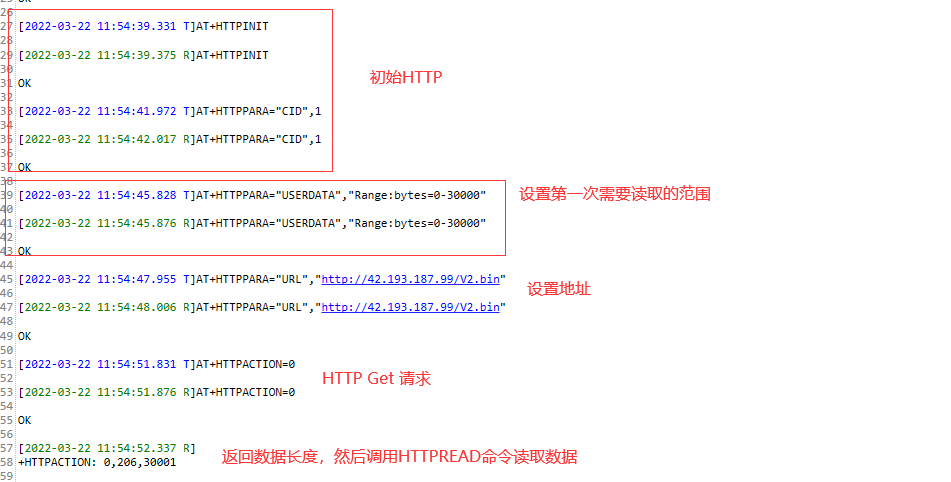 OK
26
27 [2022-03-22 11:54:39.331 T]AT+HTTPINIT
28
29 [2022-03-22 11:54:39.375 R]AT+HTTPINIT
30
初始HTTP
31 OK
32
33 [2022-03-22 11:54:41.972 T]AT+HTTPPARA="CID",1
34
35 [2022-03-22 11:54:42.017 R]AT+HTTPPARA="CID",1
36
37 OK
38
39 [2022-03-22 11:54:45.828 T]AT+HTTPPARA="USERDATA","Range:bytes=0-30000"
设置第一次需要读取的范围
40
41 [2022-03-22 11:54:45.876 R]AT+HTTPPARA="USERDATA","Range:bytes=0-30000"
42
43 OK
44
45 [2022-03-22 11:54:47.955 T]AT+HTTPPARA="URL","http://42.193.187.99/V2.bin"
设置地址
46
47 [2022-03-22 11:54:48.006 R]AT+HTTPPARA="URL","http://42.193.187.99/V2.bin"
48
49 OK
50
51 [2022-03-22 11:54:51.831 T]AT+HTTPACTION=0
52
HTTP Get 请求
53 [2022-03-22 11:54:51.876 R]AT+HTTPACTION=0
54
55 OK
56
57 [2022-03-22 11:54:52.337 R]
返回数据长度，然后调用HTTPREAD命令读取数据
58 +HTTPACTION: 0,206,30001
59